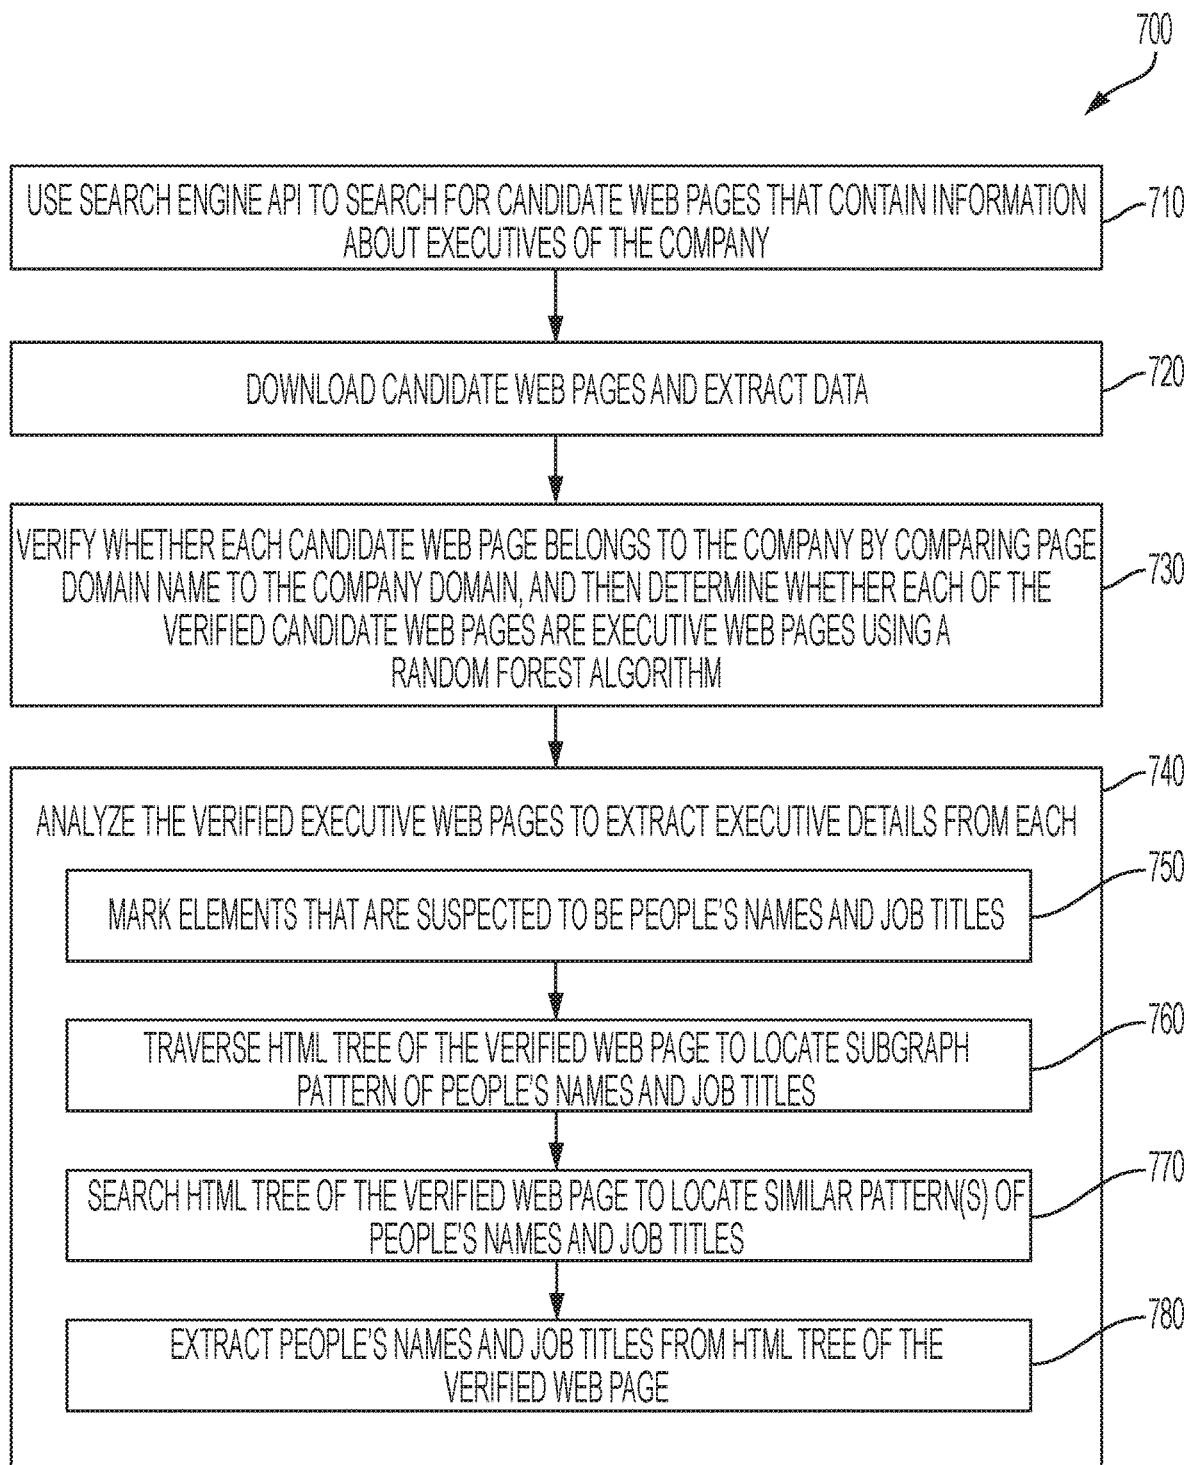 700
USE SEARCH ENGINE API TO SEARCH FOR CANDIDATE WEB PAGES THAT CONTAIN INFORMATION
ABOUT EXECUTIVES OF THE COMPANY
710
DOWNLOAD CANDIDATE WEB PAGES AND EXTRACT DATA
720
VERIFY WHETHER EACH CANDIDATE WEB PAGE BELONGS TO THE COMPANY BY COMPARING PAGE
DOMAIN NAME TO THE COMPANY DOMAIN, AND THEN DETERMINE WHETHER EACH OF THE
VERIFIED CANDIDATE WEB PAGES ARE EXECUTIVE WEB PAGES USING A
RANDOM FOREST ALGORITHM
730
740
ANALYZE THE VERIFIED EXECUTIVE WEB PAGES TO EXTRACT EXECUTIVE DETAILS FROM EACH
750
MARK ELEMENTS THAT ARE SUSPECTED TO BE PEOPLE'S NAMES AND JOB TITLES
760
TRAVERSE HTML TREE OF THE VERIFIED WEB PAGE TO LOCATE SUBGRAPH
PATTERN OF PEOPLE'S NAMES AND JOB TITLES
770
SEARCH HTML TREE OF THE VERIFIED WEB PAGE TO LOCATE SIMILAR PATTERN(S) OF
PEOPLE'S NAMES AND JOB TITLES
780
EXTRACT PEOPLE'S NAMES AND JOB TITLES FROM HTML TREE OF THE
VERIFIED WEB PAGE